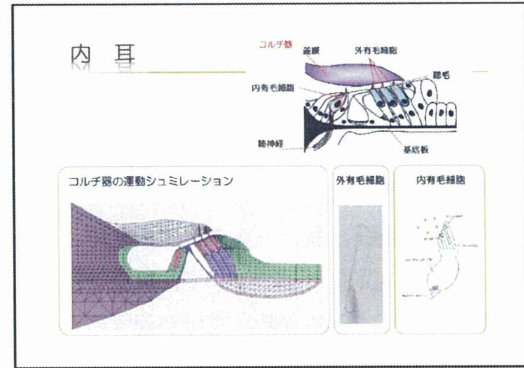 内 耳
コルチ器
蓋膜
外有毛細胞
聴毛
内有毛細胞
聴神経
基底板
コルチ器の運動シュミレーション
外有毛細胞
内有毛細胞